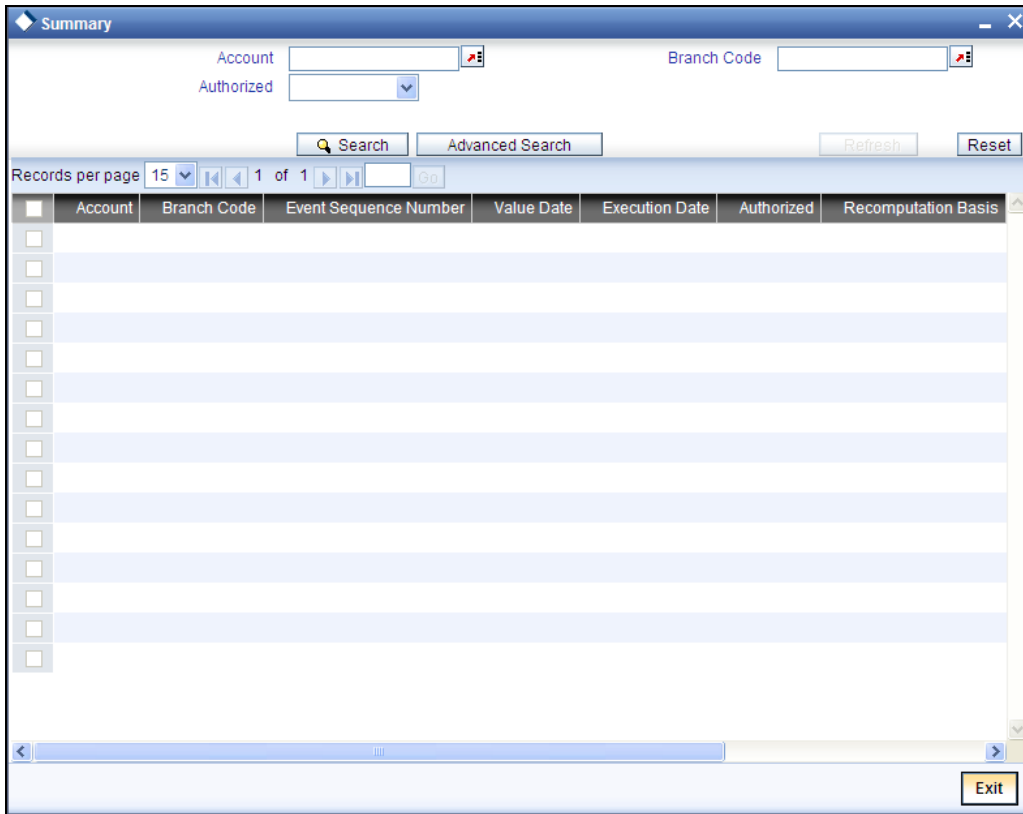 Summary
Account Branch Code
Authorized
Search Advanced Search Refresh Reset
Records per page 15 1 of 1 Go
Account Branch Code Event Sequence Number Value Date Execution Date Authorized Recomputation Basis
Exit